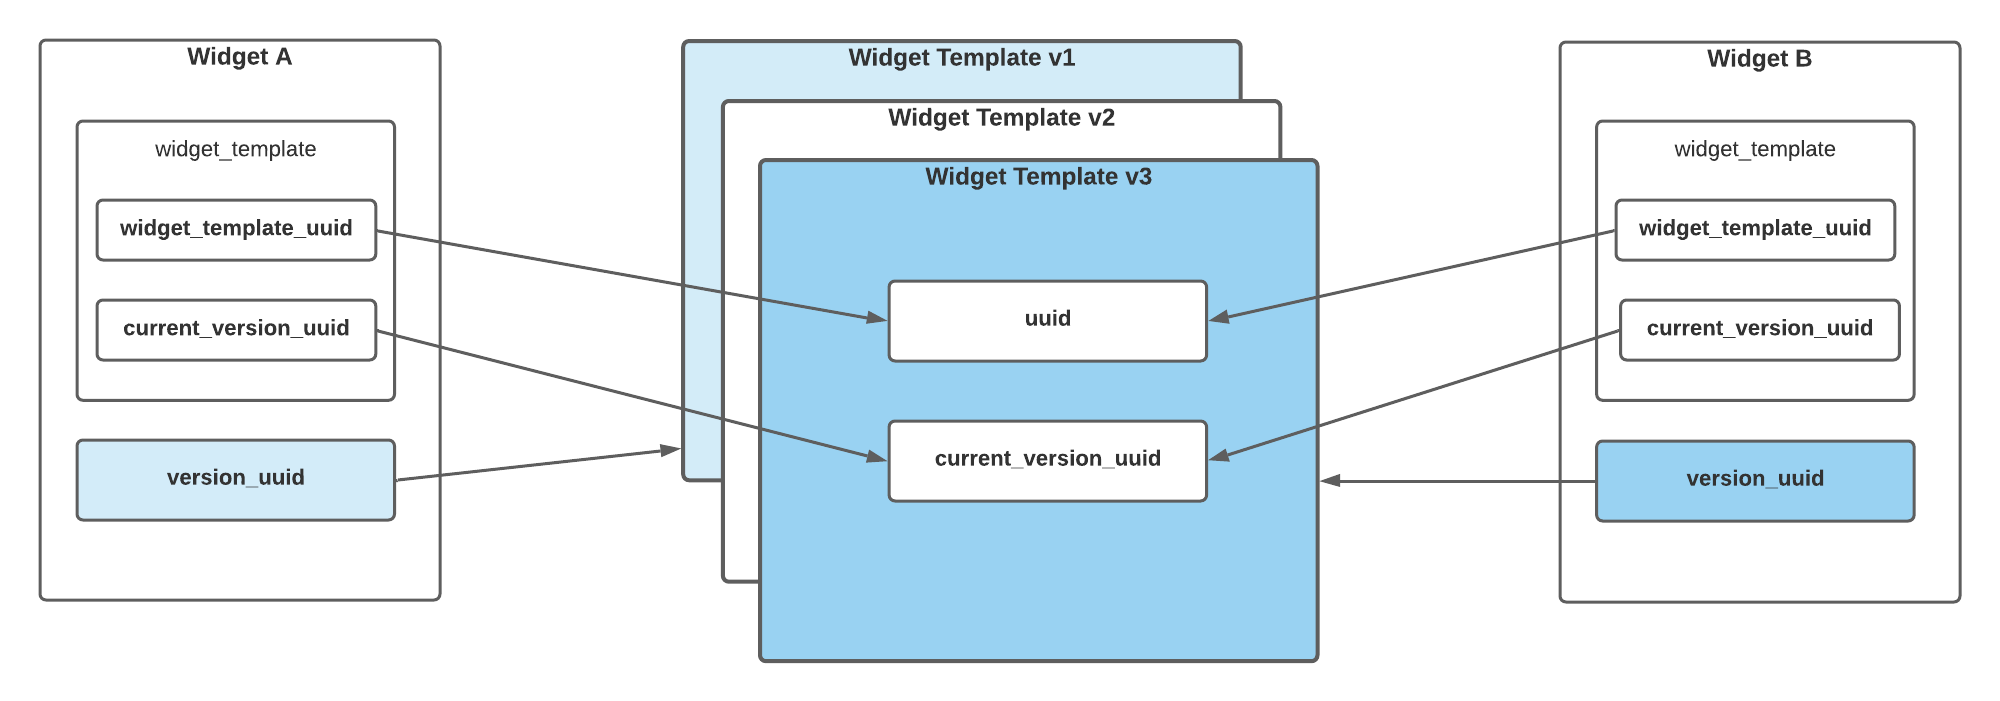 Widget A
widget_template
widget_template_uuid
current_version_uuid
version_uuid
Widget Template v1
Widget Template v2
Widget Template v3
uuid
current_version_uuid
Widget B
widget_template
widget_template_uuid
current_version_uuid
version_uuid